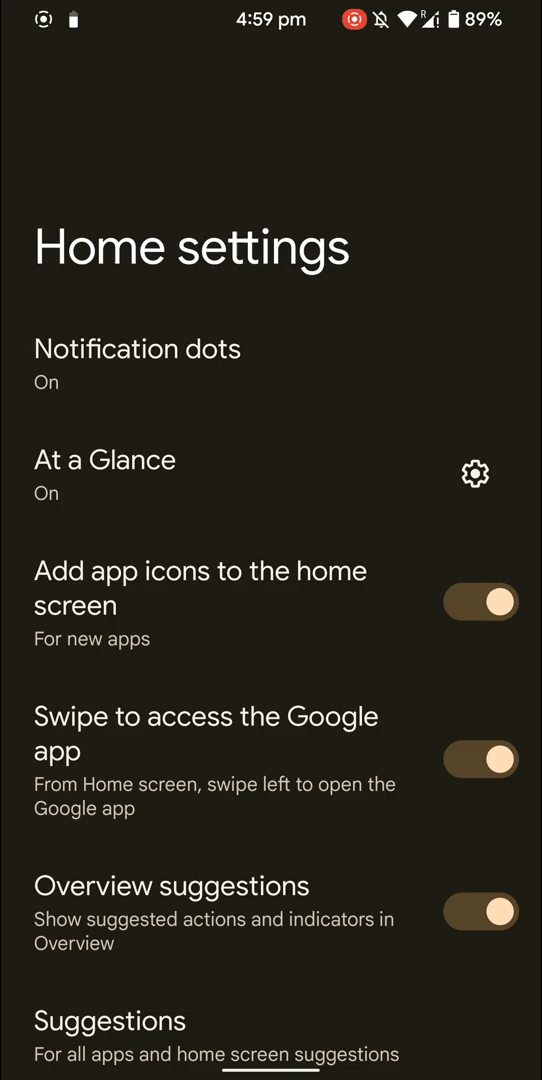 4:59 pm
R
89%
Home settings
Notification dots
On
At a Glance
On
Add app icons to the home
screen
For new apps
Swipe to access the Google
app
From Home screen, swipe left to open the
Google app
Overview suggestions
Show suggested actions and indicators in
Overview
Suggestions
For all apps and home screen suggestions